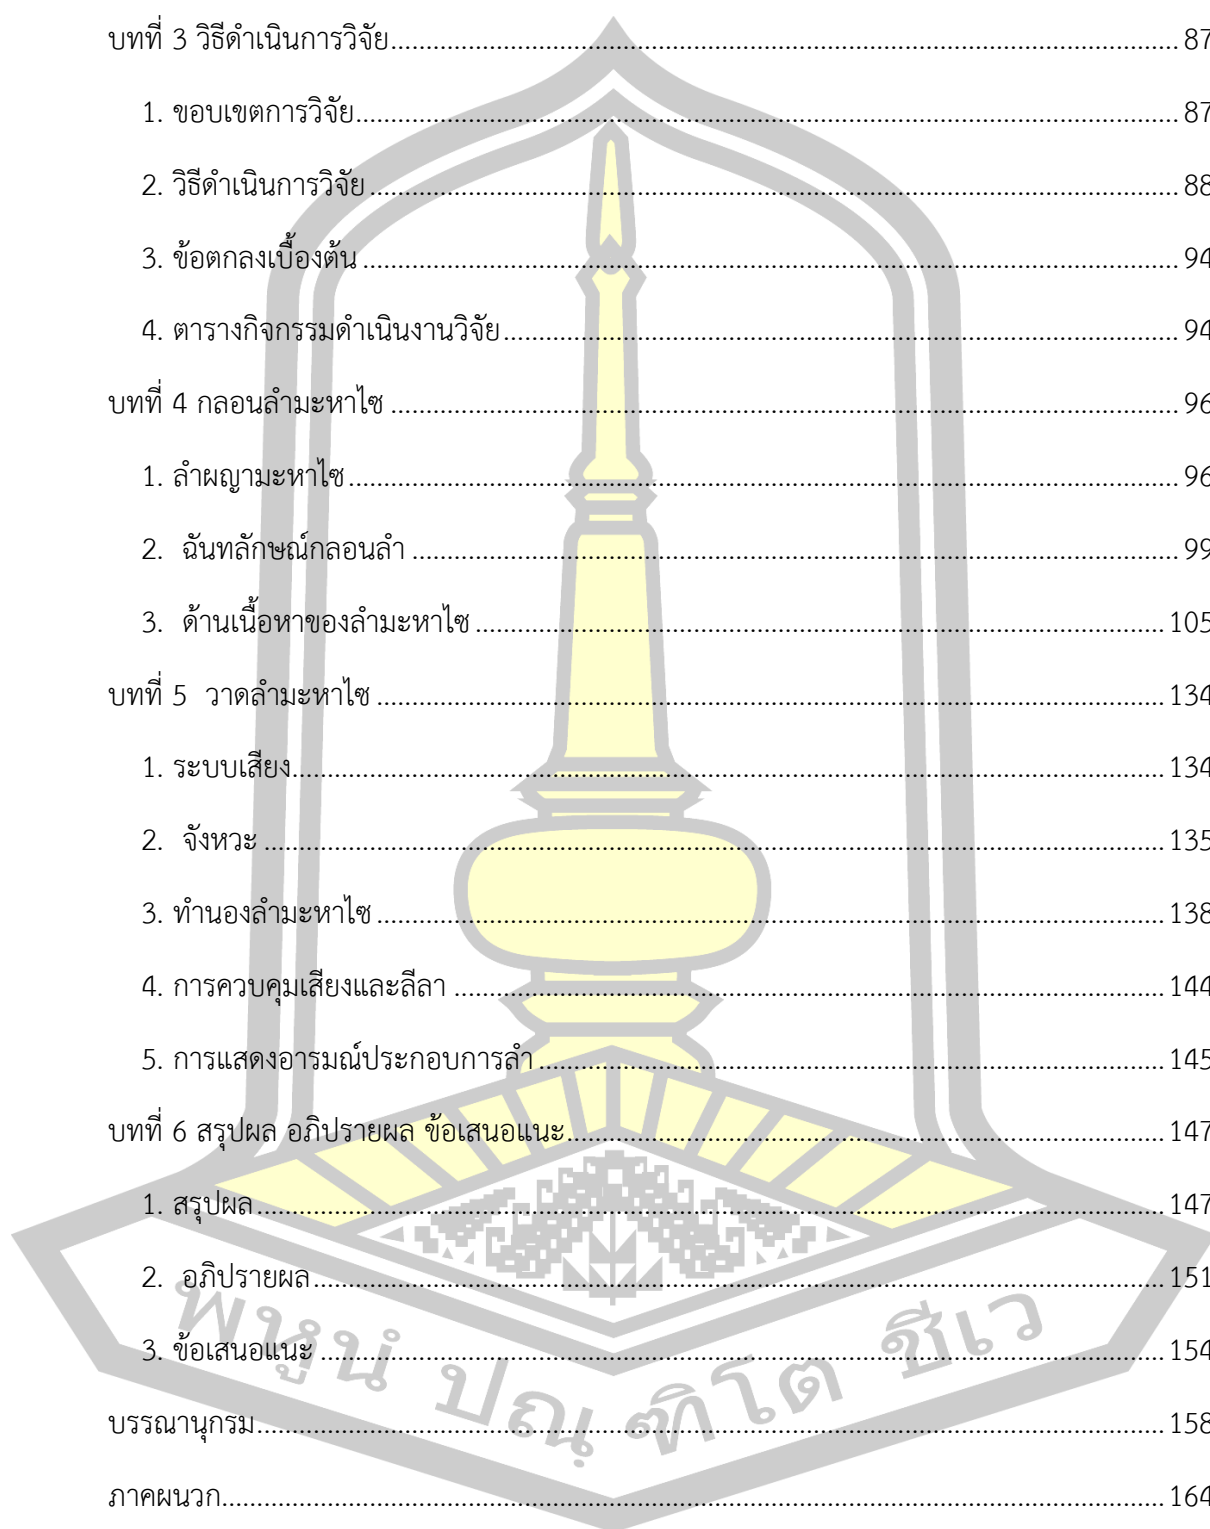 บทที่ 3 วิธีดำเนินการวิจัย..........87
1. ขอบเขตการวิจัย..........87
2. วิธีดำเนินการวิจัย..........88
3. ข้อตกลงเบื้องต้น..........94
4. ตารางกิจกรรมดำเนินงานวิจัย..........94
บทที่ 4 กลอนลำมะหาไซ..........96
1. ลำผญามะหาไซ..........96
2. ฉันทลักษณ์กลอนลำ..........99
3. ด้านเนื้อหาของลำมะหาไซ..........105
บทที่ 5 วาดลำมะหาไซ..........134
1. ระบบเสียง..........134
2. จังหวะ..........135
3. ทำนองลำมะหาไซ..........138
4. การควบคุมเสียงและลีลา..........144
5. การแสดงอารมณ์ประกอบการลำ..........145
บทที่ 6 สรุปผล อภิปรายผล ข้อเสนอแนะ..........147
1. สรุปผล..........147
2. อภิปรายผล..........151
3. ข้อเสนอแนะ..........154
บรรณานุกรม..........158
ภาคผนวก..........164
พหูนํ ปณฺฑิโต ชีเว